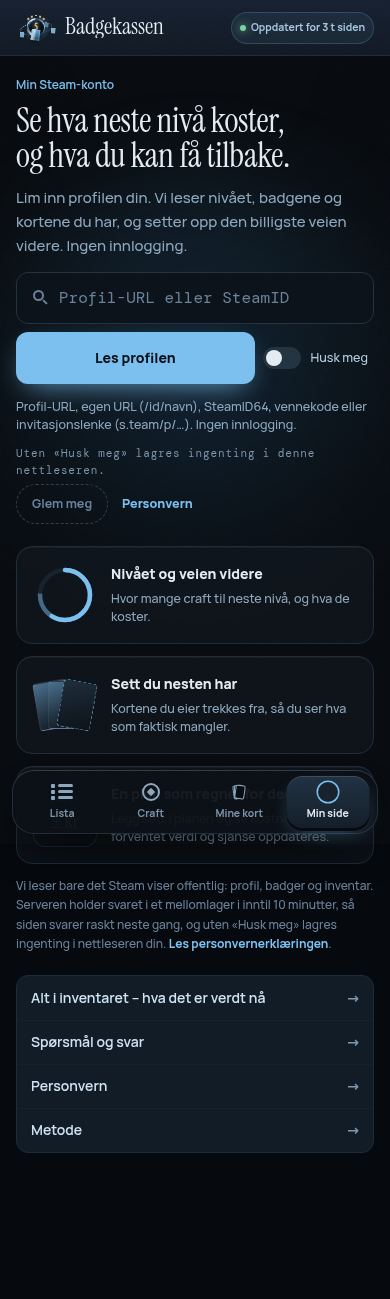 Badgekassen
Oppdatert for 3 t siden
Min Steam-konto
Se hva neste nivå koster,
og hva du kan få tilbake.
Lim inn profilen din. Vi leser nivået, badgene og
kortene du har, og setter opp den billigste veien
videre. Ingen innlogging.
Profil-URL eller SteamID
Les profilen
Husk meg
Profil-URL, egen URL (/id/navn), SteamID64, vennekode eller
invitasjonslenke (s.team/p/…). Ingen innlogging.
Uten «Husk meg» lagres ingenting i denne
nettleseren.
Glem meg
Personvern
Nivået og veien videre
Hvor mange craft til neste nivå, og hva de
koster.
Sett du nesten har
Kortene du eier trekkes fra, så du ser hva
som faktisk mangler.
som regner for
Lista
Craft
Mine kort
Min side
forventet verdi og sjanse oppdateres.
Vi leser bare det Steam viser offentlig: profil, badger og inventar.
Serveren holder svaret i et mellomlager i inntil 10 minutter, så
siden svarer raskt neste gang, og uten «Husk meg» lagres
ingenting i nettleseren din. Les personvernerklæringen.
Alt i inventaret – hva det er verdt nå →
Spørsmål og svar →
Personvern →
Metode →